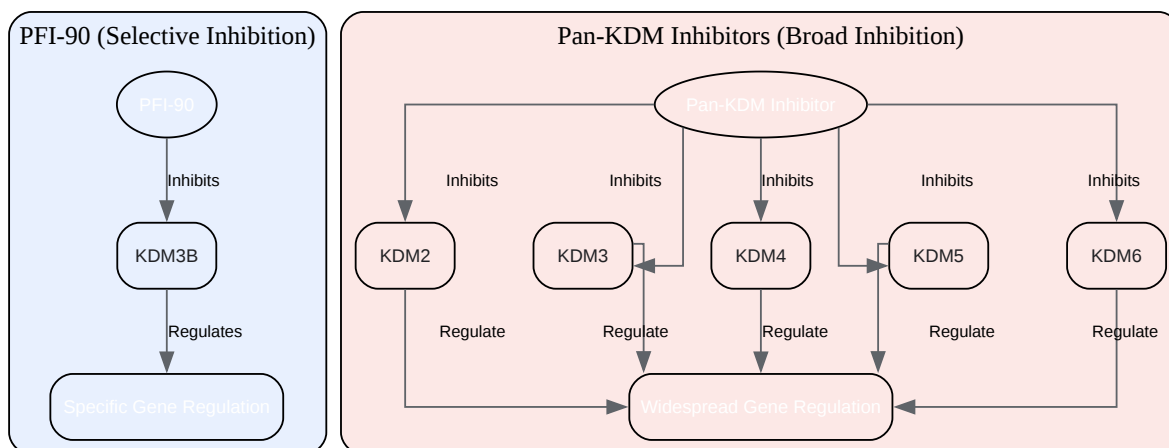 PFI-90 (Selective Inhibition)
Pan-KDM Inhibitors (Broad Inhibition)
PFI-90
Pan-KDM Inhibitor
Inhibits
Inhibits
Inhibits
Inhibits
Inhibits
Inhibits
KDM3B
KDM2
KDM3
KDM4
KDM5
KDM6
Regulates
Regulate
Regulate
Regulate
Regulate
Regulate
Specific Gene Regulation
Widespread Gene Regulation